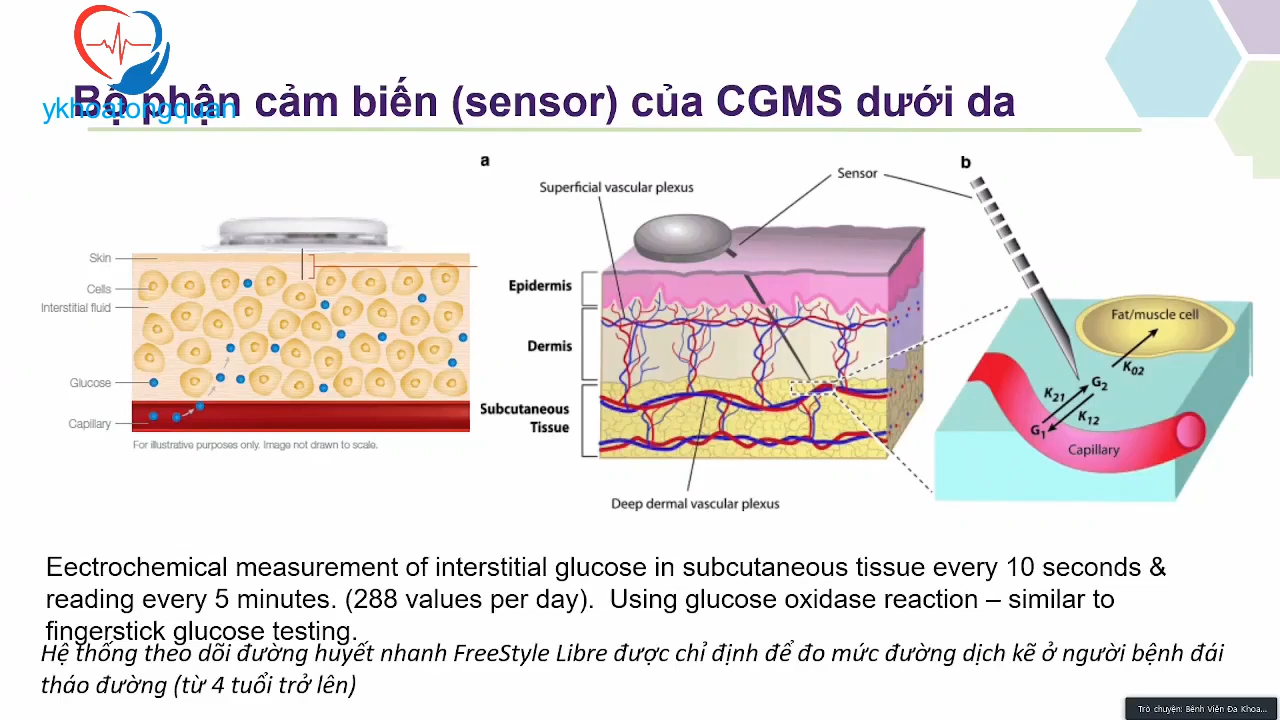 Bộ phận cảm biến (sensor) của CGMS dưới da
ykhoatongquan
Skin
Cells
Interstitial fluid
Glucose
Capillary
For illustrative purposes only. Image not drawn to scale.
a
Superficial vascular plexus
Sensor
Epidermis
Dermis
Subcutaneous
Tissue
Deep dermal vascular plexus
b
Fat/muscle cell
K02
K21
G2
K12
G1
Capillary
Eectrochemical measurement of interstitial glucose in subcutaneous tissue every 10 seconds &
reading every 5 minutes. (288 values per day). Using glucose oxidase reaction – similar to
fingerstick glucose testing.
Hệ thống theo dõi đường huyết nhanh FreeStyle Libre được chỉ định để đo mức đường dịch kẽ ở người bệnh đái
tháo đường (từ 4 tuổi trở lên)
Trò chuyện: Bệnh Viện Đa Khoa...